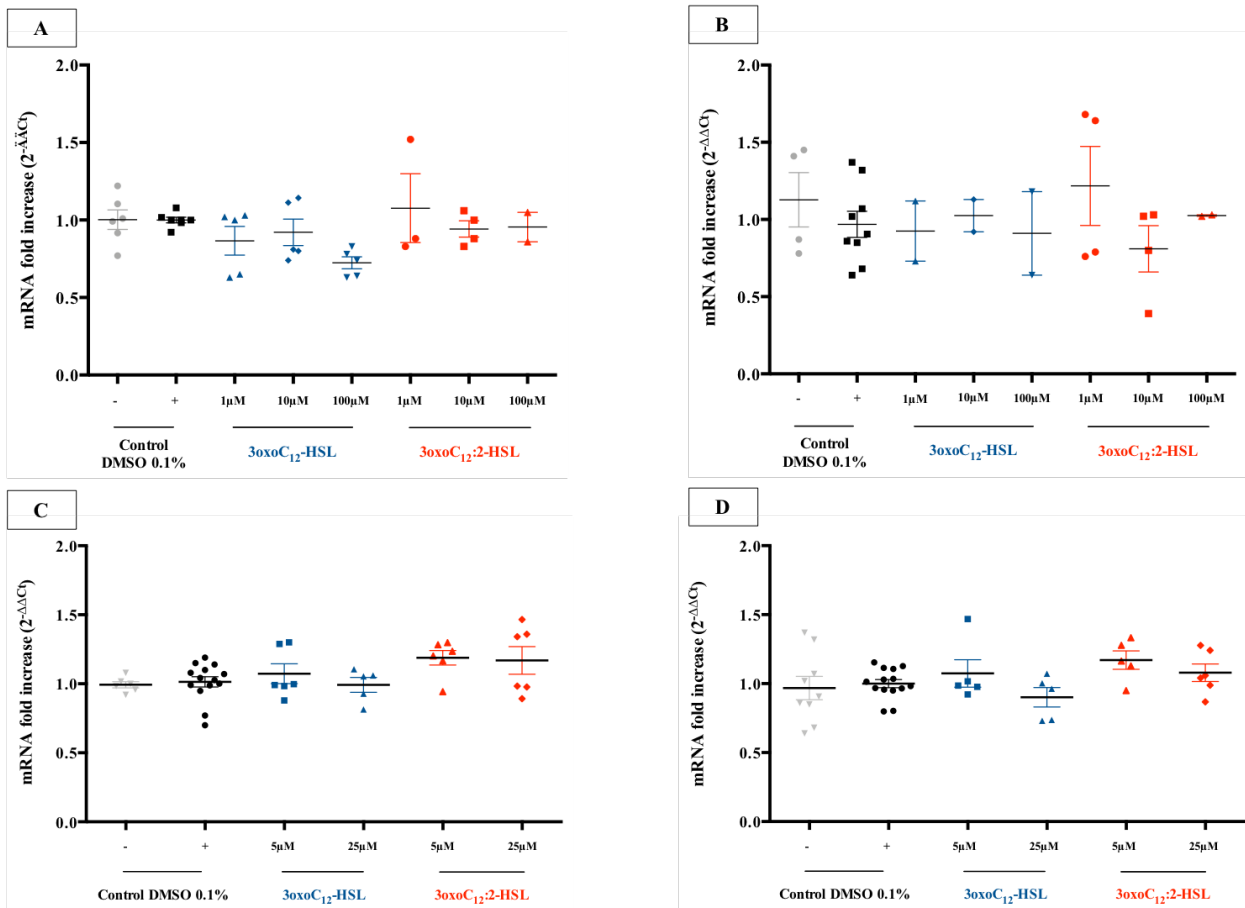 A
mRNA fold increase (2-ÄÄCt)
2.0
1.5
1.0
0.5
0.0
- + 1µM 10µM 100µM 1µM 10µM 100µM
Control
DMSO 0.1%
3oxoC12-HSL
3oxoC12:2-HSL
B
mRNA fold increase (2-ΔΔCt)
2.0
1.5
1.0
0.5
0.0
- + 1µM 10µM 100µM 1µM 10µM 100µM
Control
DMSO 0.1%
3oxoC12-HSL
3oxoC12:2-HSL
C
mRNA fold increase (2-ΔΔCt)
2.0
1.5
1.0
0.5
0.0
- + 5µM 25µM 5µM 25µM
Control DMSO 0.1% 3oxoC12-HSL 3oxoC12:2-HSL
D
mRNA fold increase (2-ΔΔCt)
2.0
1.5
1.0
0.5
0.0
- + 5µM 25µM 5µM 25µM
Control DMSO 0.1% 3oxoC12-HSL 3oxoC12:2-HSL